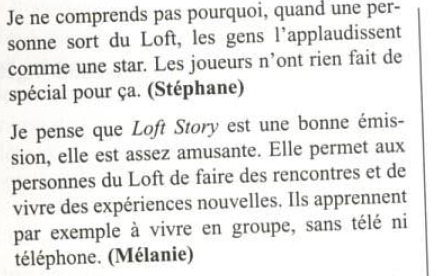 Je ne comprends pas pourquoi, quand une per-
sonne sort du Loft, les gens l'applaudissent
comme une star. Les joueurs n'ont rien fait de
spécial pour ça. (Stéphane)
Je pense que Loft Story est une bonne émis-
sion, elle est assez amusante. Elle permet aux
personnes du Loft de faire des rencontres et de
vivre des expériences nouvelles. Ils apprennent
par exemple à vivre en groupe, sans télé ni
téléphone. (Mélanie)